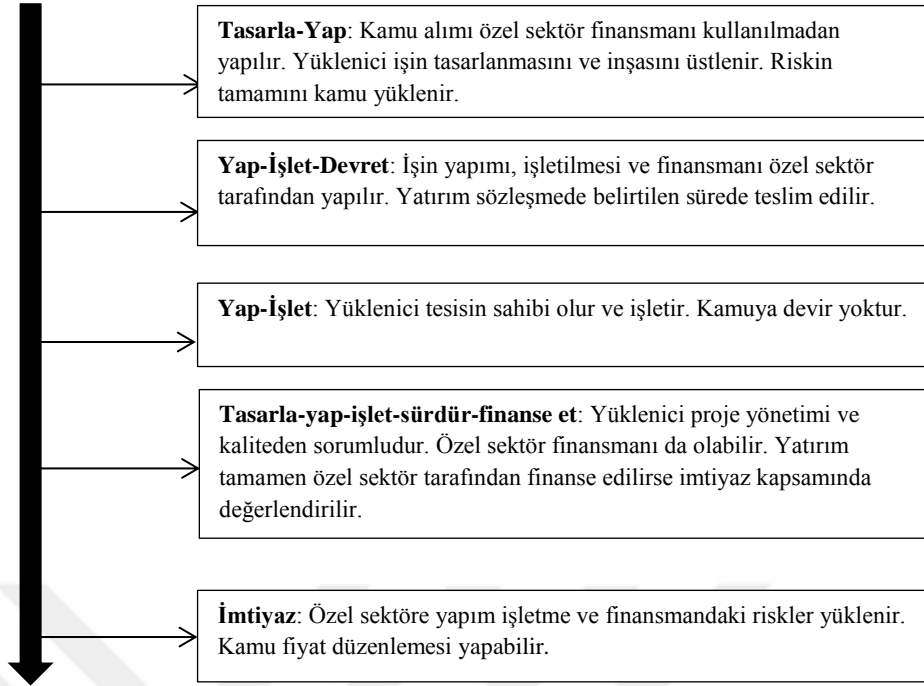 Tasarla-Yap: Kamu alımı özel sektör finansmanı kullanılmadan
yapılır. Yüklenici işin tasarlanmasını ve inşasını üstlenir. Riskin
tamamını kamu yüklenir.
Yap-İşlet-Devret: İşin yapımı, işletilmesi ve finansmanı özel sektör
tarafından yapılır. Yatırım sözleşmede belirtilen sürede teslim edilir.
Yap-İşlet: Yüklenici tesisin sahibi olur ve işletir. Kamuya devir yoktur.
Tasarla-yap-işlet-sürdür-finanse et: Yüklenici proje yönetimi ve
kaliteden sorumludur. Özel sektör finansmanı da olabilir. Yatırım
tamamen özel sektör tarafından finanse edilirse imtiyaz kapsamında
değerlendirilir.
İmtiyaz: Özel sektöre yapım işletme ve finansmandaki riskler yüklenir.
Kamu fiyat düzenlemesi yapabilir.